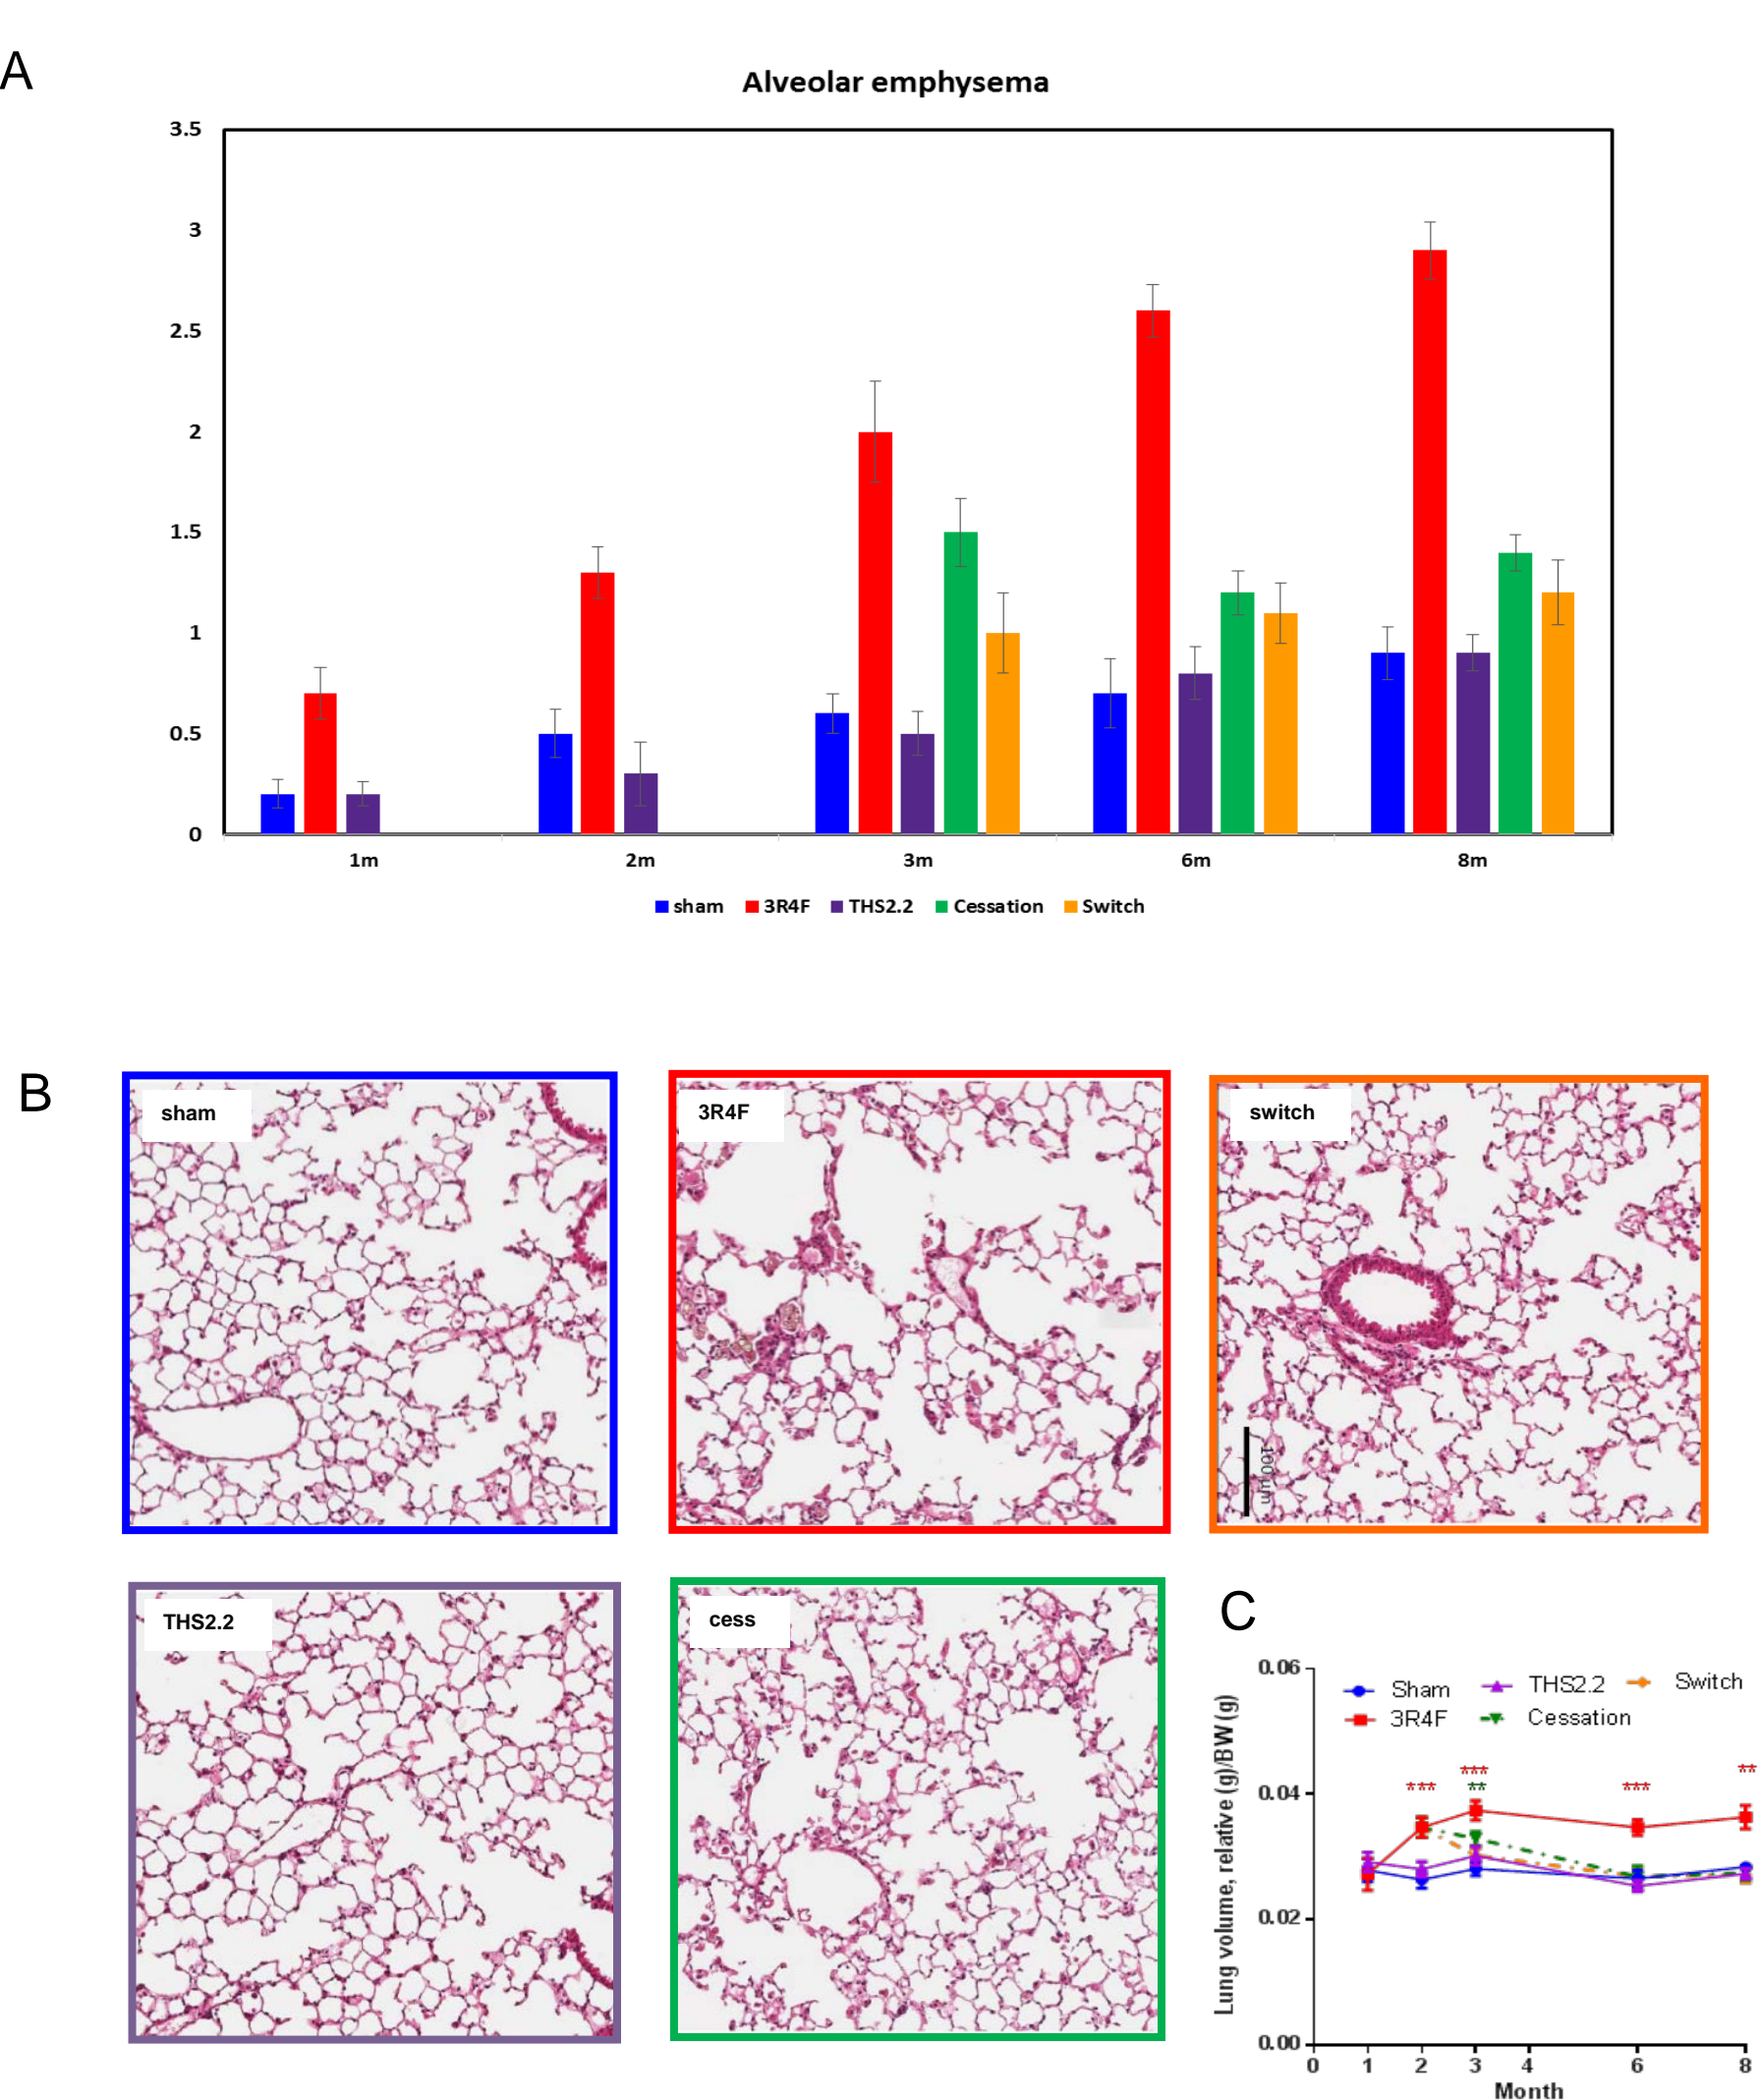 A
Alveolar emphysema
3.5
3
2.5
2
1.5
1
0.5
0
1m 2m 3m 6m 8m
sham 3R4F THS2.2 Cessation Switch
B
sham
3R4F
switch
100 µm
THS2.2
cess
C
0.06
0.04
0.02
0.00
Lung volume, relative (g)/BW (g)
Sham THS2.2 Switch
3R4F Cessation
*** *** *** **
**
0 1 2 3 4 6 8
Month